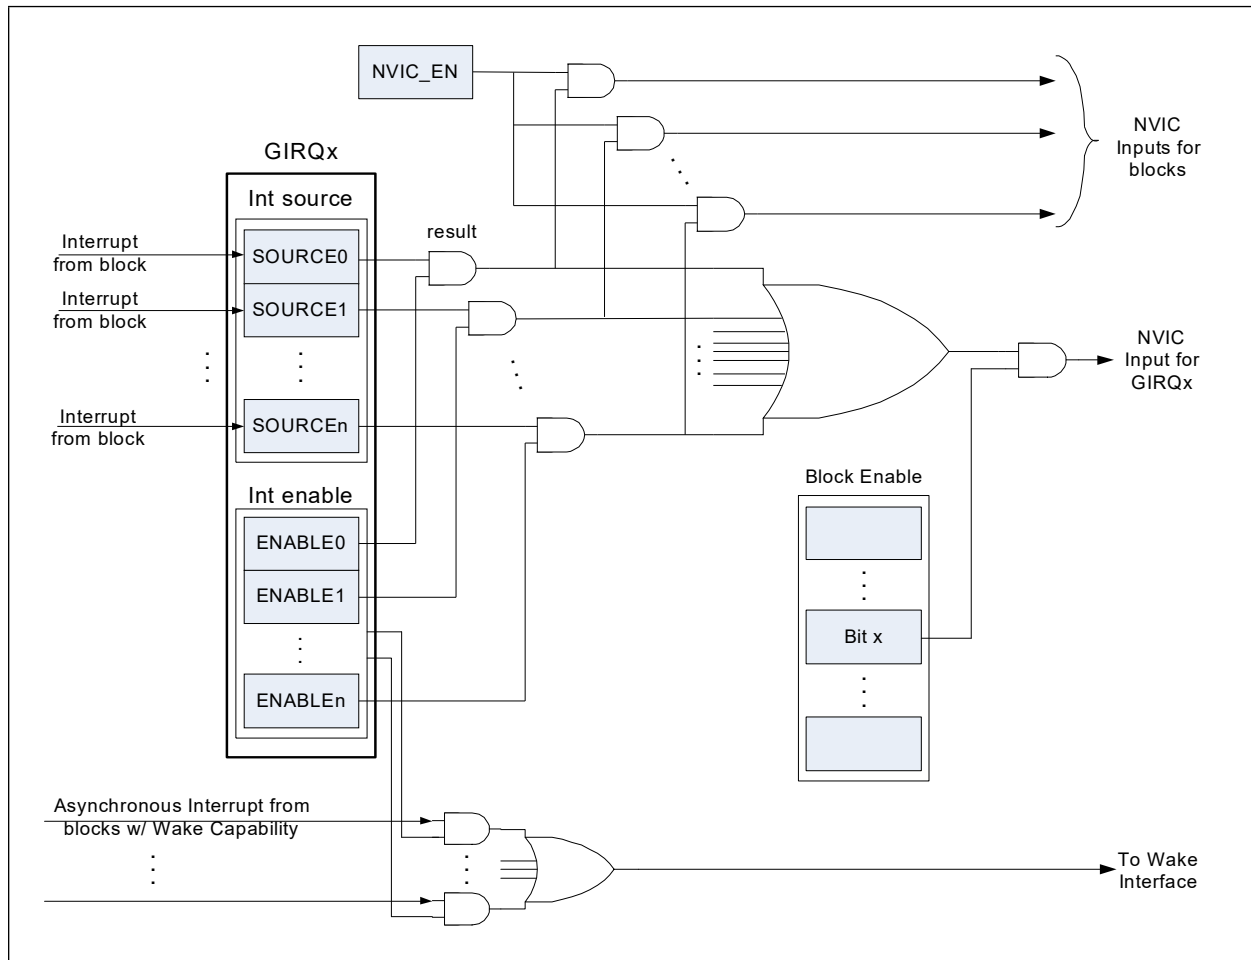 NVIC_EN
NVIC
Inputs for
blocks
GIRQx
Int source
result
Interrupt
from block
SOURCE0
Interrupt
from block
SOURCE1
NVIC
Input for
GIRQx
Interrupt
from block
SOURCEn
Block Enable
Int enable
ENABLE0
ENABLE1
Bit x
ENABLEn
Asynchronous Interrupt from
blocks w/ Wake Capability
To Wake
Interface